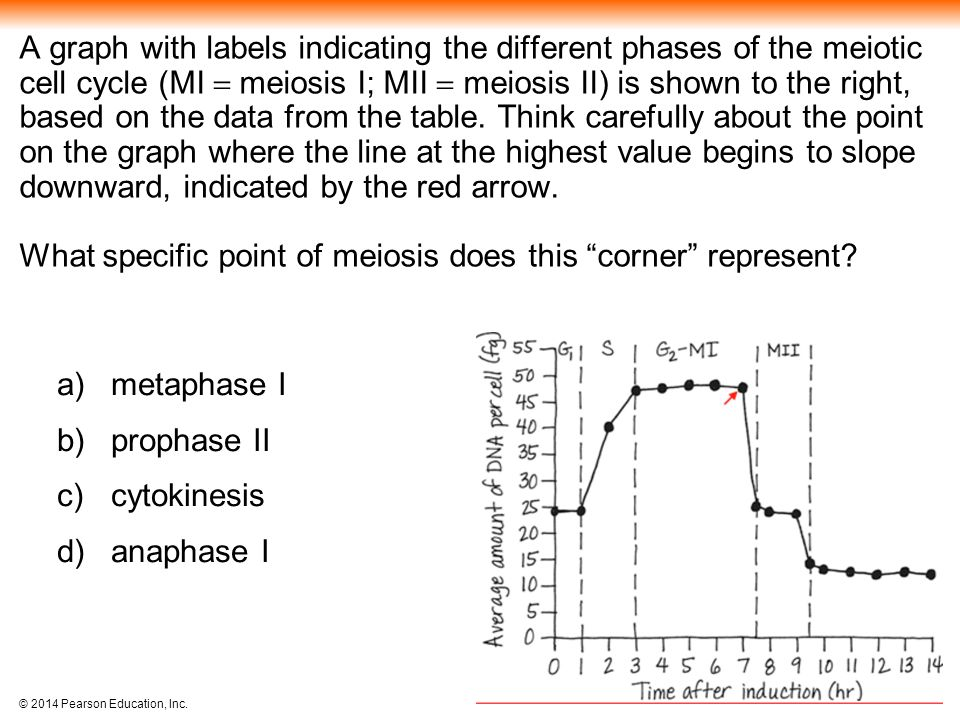 A graph with labels indicating the different phases of the meiotic
cell cycle (MI = meiosis I; MII = meiosis II) is shown to the right,
based on the data from the table. Think carefully about the point
on the graph where the line at the highest value begins to slope
downward, indicated by the red arrow.
What specific point of meiosis does this “corner” represent?
a) metaphase I
b) prophase II
c) cytokinesis
d) anaphase I
Average amount of DNA per cell (fg)
55
50
45
40
35
30
25
20
15
10
5
0
G₁ S G₂-MI MII
0 1 2 3 4 5 6 7 8 9 10 11 12 13 14
Time after induction (hr)
© 2014 Pearson Education, Inc.